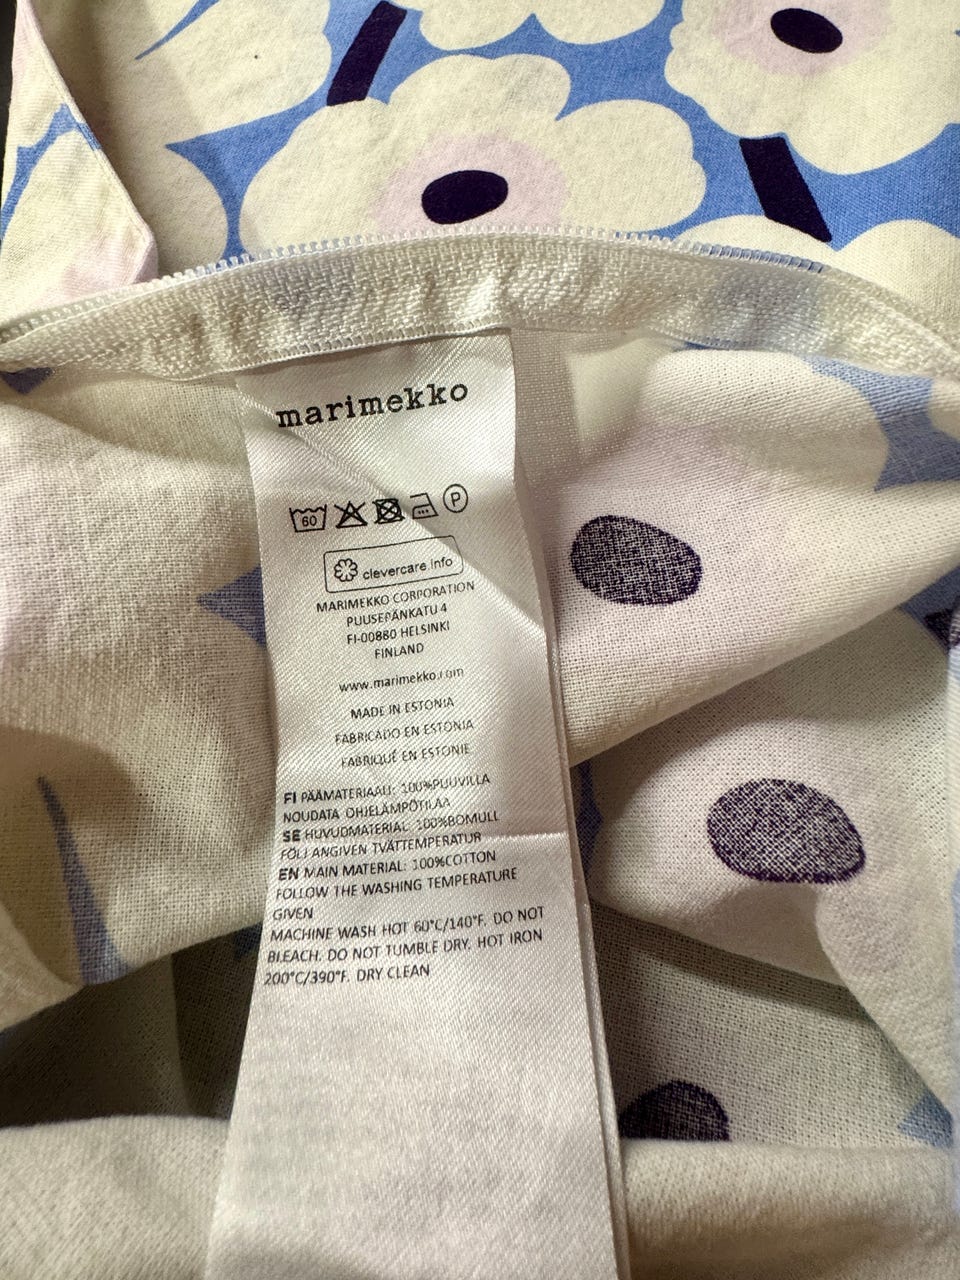 marimekko
60 P
clevercare.info
MARIMEKKO CORPORATION
PUUSEPÄNKATU 4
FI-00880 HELSINKI
FINLAND
www.marimekko.com
MADE IN ESTONIA
FABRICADO EN ESTONIA
FABRIQUÉ EN ESTONIE
FI PÄÄMATERIAALI: 100%PUUVILLA
NOUDATA OHJELÄMPÖTILAA
SE HUVUDMATERIAL: 100%BOMULL
FÖLJ ANGIVEN TVÄTTEMPERATUR
EN MAIN MATERIAL: 100%COTTON
FOLLOW THE WASHING TEMPERATURE
GIVEN
MACHINE WASH HOT 60°C/140°F. DO NOT
BLEACH. DO NOT TUMBLE DRY. HOT IRON
200°C/390°F. DRY CLEAN